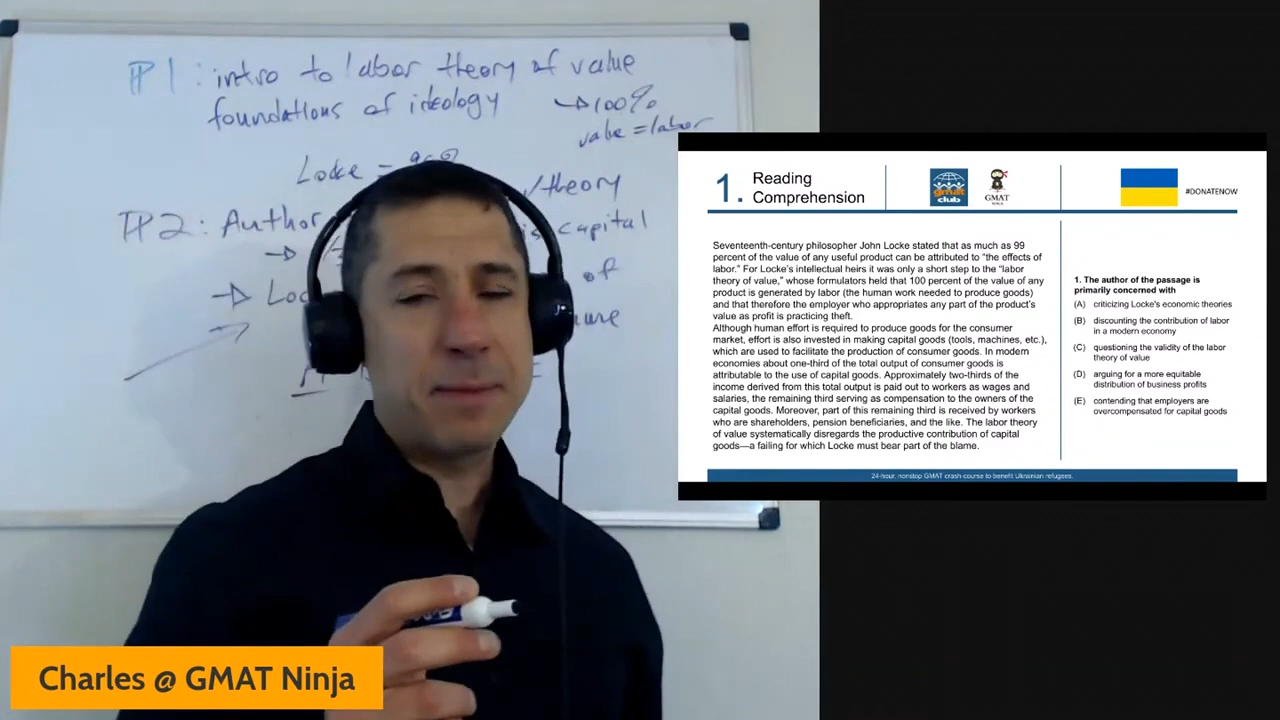 ¶1: intro to labor theory of value
foundations of ideology
→ 100%
value = labor
Locke =
/theory
¶2: Author
capital
→
→ Loc
of
Charles @ GMAT Ninja
1. Reading
Comprehension
gmat
club
GMAT
NINJA
#DONATENOW
Seventeenth-century philosopher John Locke stated that as much as 99
percent of the value of any useful product can be attributed to “the effects of
labor.” For Locke's intellectual heirs it was only a short step to the “labor
theory of value,” whose formulators held that 100 percent of the value of any
product is generated by labor (the human work needed to produce goods)
and that therefore the employer who appropriates any part of the product's
value as profit is practicing theft.
Although human effort is required to produce goods for the consumer
market, effort is also invested in making capital goods (tools, machines, etc.),
which are used to facilitate the production of consumer goods. In modern
economies about one-third of the total output of consumer goods is
attributable to the use of capital goods. Approximately two-thirds of the
income derived from this total output is paid out to workers as wages and
salaries, the remaining third serving as compensation to the owners of the
capital goods. Moreover, part of this remaining third is received by workers
who are shareholders, pension beneficiaries, and the like. The labor theory
of value systematically disregards the productive contribution of capital
goods—a failing for which Locke must bear part of the blame.
1. The author of the passage is
primarily concerned with
(A) criticizing Locke's economic theories
(B) discounting the contribution of labor
in a modern economy
(C) questioning the validity of the labor
theory of value
(D) arguing for a more equitable
distribution of business profits
(E) contending that employers are
overcompensated for capital goods
24-hour, nonstop GMAT crash course to benefit Ukrainian refugees.